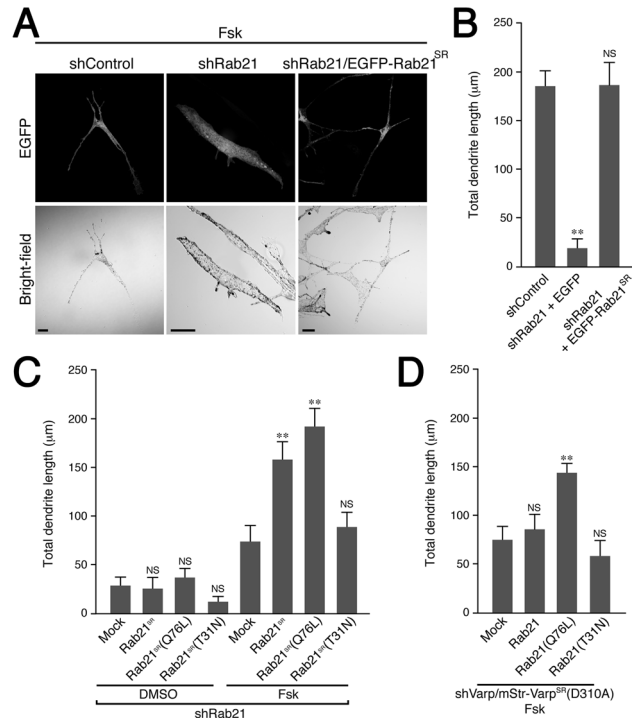 A
Fsk
shControl
shRab21
shRab21/EGFP-Rab21SR
EGFP
Bright-field
B
Total dendrite length (μm)
250
200
150
100
50
0
NS
**
shControl
shRab21 + EGFP
shRab21
+ EGFP-Rab21SR
C
Total dendrite length (μm)
250
200
150
100
50
0
NS
NS
NS
**
**
NS
Mock
Rab21SR
Rab21SR(Q76L)
Rab21SR(T31N)
Mock
Rab21SR
Rab21SR(Q76L)
Rab21SR(T31N)
DMSO
Fsk
shRab21
D
Total dendrite length (μm)
250
200
150
100
50
0
NS
**
NS
Mock
Rab21
Rab21(Q76L)
Rab21(T31N)
shVarp/mStr-VarpSR(D310A)
Fsk